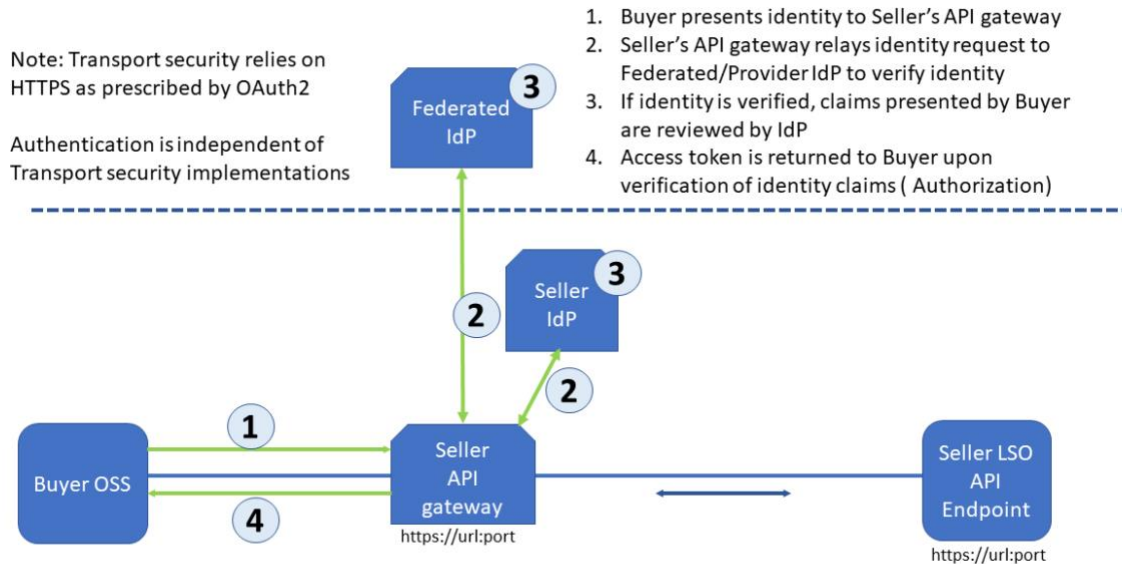 Note: Transport security relies on
HTTPS as prescribed by OAuth2
Authentication is independent of
Transport security implementations
1. Buyer presents identity to Seller's API gateway
2. Seller's API gateway relays identity request to
Federated/Provider IdP to verify identity
3. If identity is verified, claims presented by Buyer
are reviewed by IdP
4. Access token is returned to Buyer upon
verification of identity claims ( Authorization)
3
Federated
IdP
3
Seller
IdP
2
2
1
Buyer OSS
4
Seller
API
gateway
https://url:port
Seller LSO
API
Endpoint
https://url:port